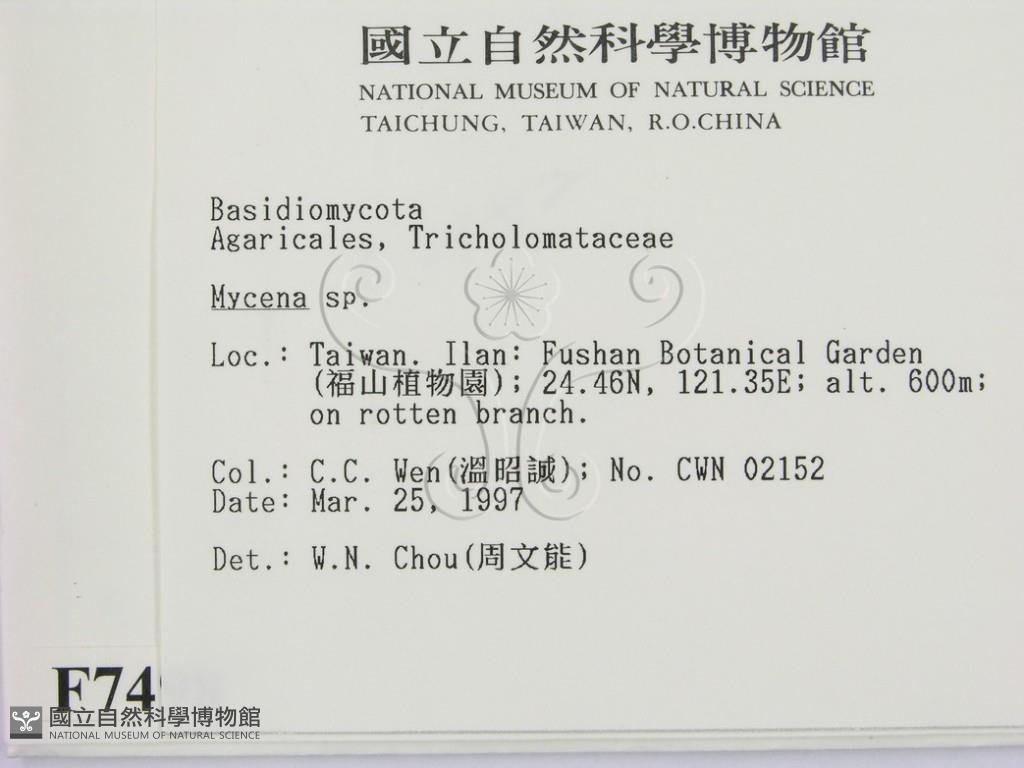 國立自然科學博物館
NATIONAL MUSEUM OF NATURAL SCIENCE
TAICHUNG, TAIWAN, R.O.CHINA
Basidiomycota
Agaricales, Tricholomataceae
Mycena sp.
Loc.: Taiwan. Ilan: Fushan Botanical Garden
(福山植物園); 24.46N, 121.35E; alt. 600m;
on rotten branch.
Col.: C.C. Wen(溫昭誠); No. CWN 02152
Date: Mar. 25, 1997
Det.: W.N. Chou(周文能)
F74
國立自然科學博物館
NATIONAL MUSEUM OF NATURAL SCIENCE